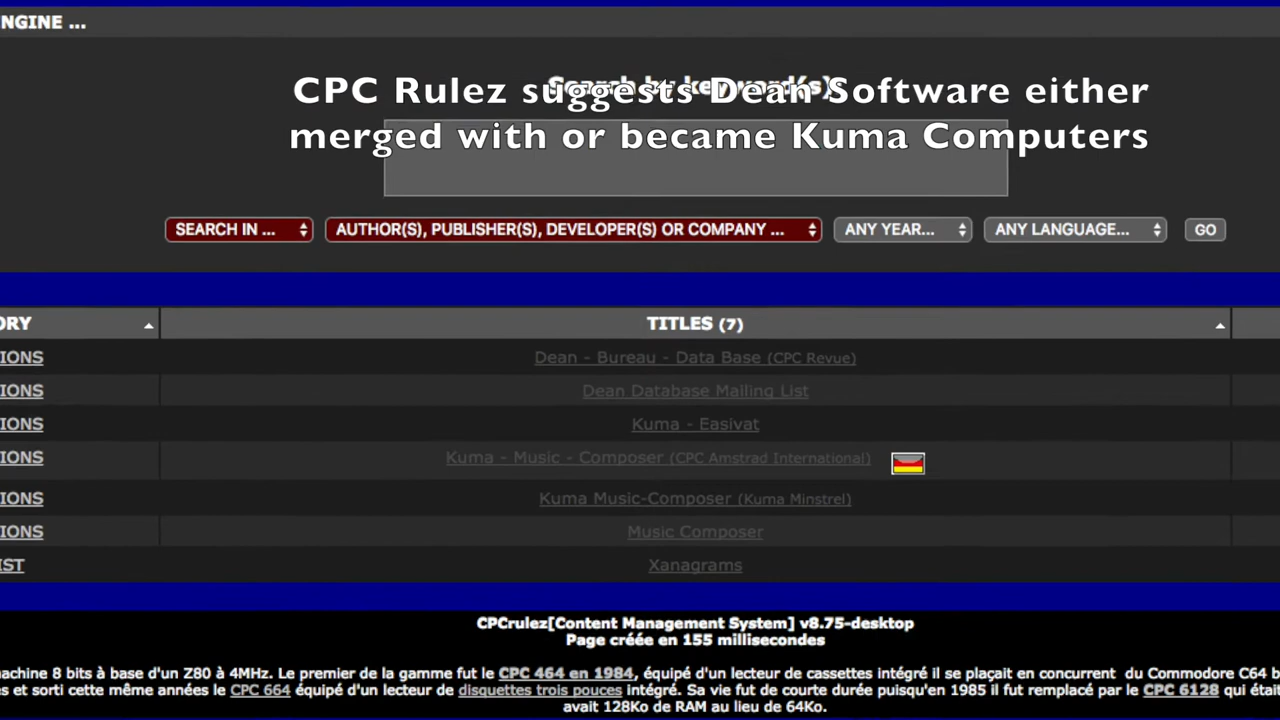 NGINE ...
Search by keyword(s)
CPC Rulez suggests Dean Software either
merged with or became Kuma Computers
SEARCH IN ... AUTHOR(S), PUBLISHER(S), DEVELOPER(S) OR COMPANY ... ANY YEAR... ANY LANGUAGE... GO
ORY TITLES (7)
IONS Dean - Bureau - Data Base (CPC Revue)
IONS Dean Database Mailing List
IONS Kuma - Easivat
IONS Kuma - Music - Composer (CPC Amstrad International)
IONS Kuma Music-Composer (Kuma Minstrel)
IONS Music Composer
IST Xanagrams
CPCrulez[Content Management System] v8.75-desktop
Page créée en 155 millisecondes
machine 8 bits à base d'un Z80 à 4MHz. Le premier de la gamme fut le CPC 464 en 1984, équipé d'un lecteur de cassettes intégré il se plaçait en concurrent du Commodore C64 b
s et sorti cette même années le CPC 664 équipé d'un lecteur de disquettes trois pouces intégré. Sa vie fut de courte durée puisqu'en 1985 il fut remplacé par le CPC 6128 qui étai
avait 128Ko de RAM au lieu de 64Ko.